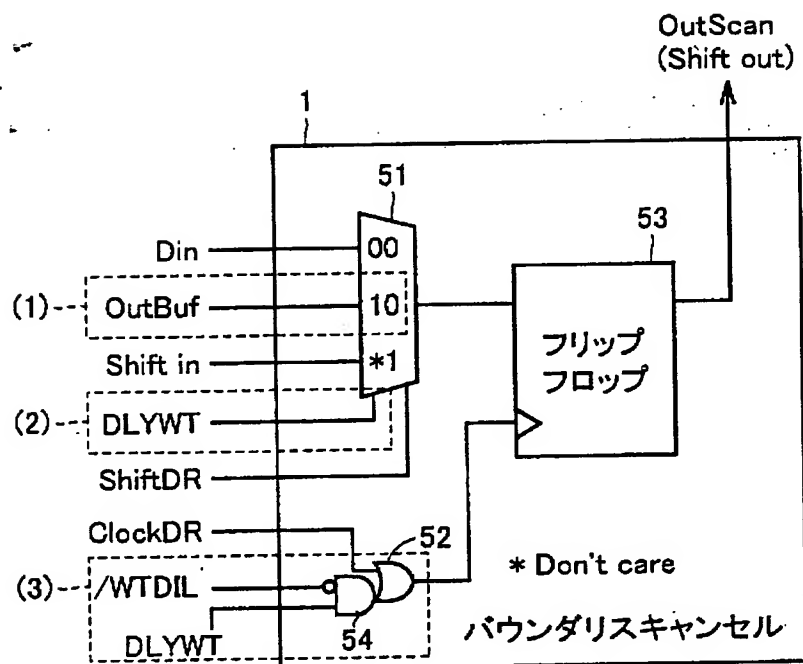 OutScan
(Shift out)
1
51
Din
00
53
(1)
OutBuf
10
フリップ
フロップ
Shift in
*1
(2)
DLYWT
ShiftDR
ClockDR
52
* Don't care
(3)
/WTDIL
54
DLYWT
バウンダリスキャンセル